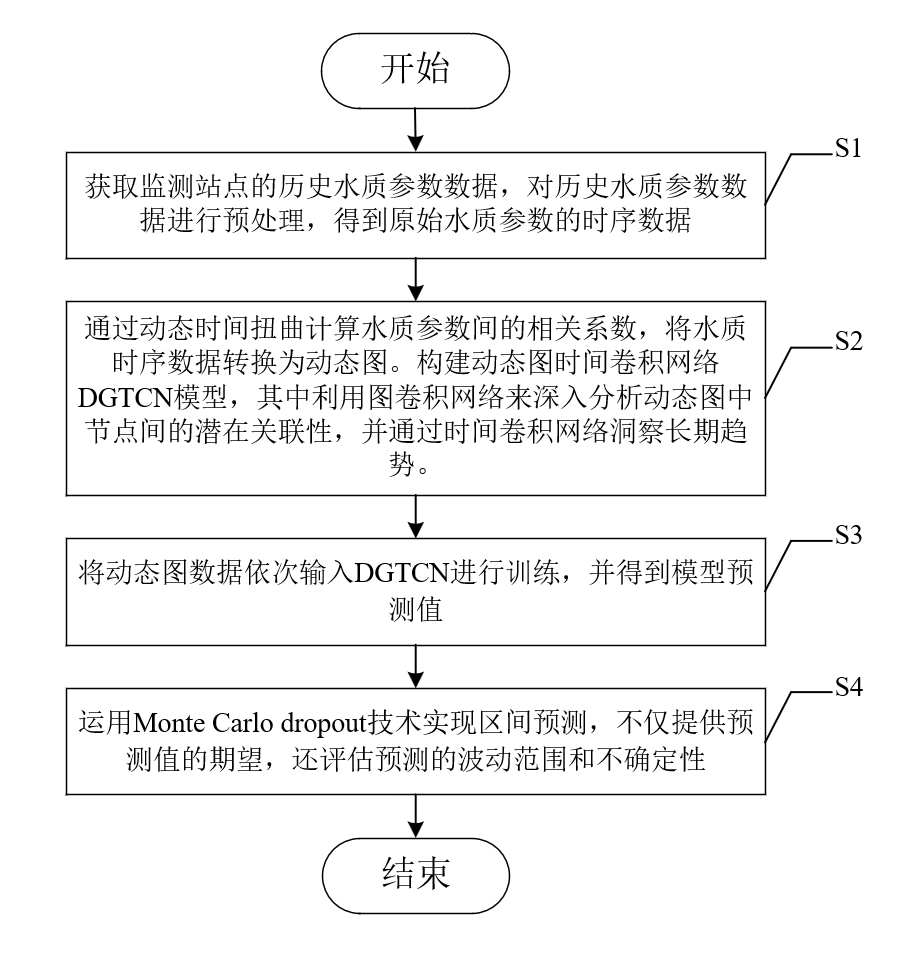 开始
S1
获取监测站点的历史水质参数数据，对历史水质参数数
据进行预处理，得到原始水质参数的时序数据
S2
通过动态时间扭曲计算水质参数间的相关系数，将水质
时序数据转换为动态图。构建动态图时间卷积网络
DGTCN模型，其中利用图卷积网络来深入分析动态图中
节点间的潜在关联性，并通过时间卷积网络洞察长期趋
势。
S3
将动态图数据依次输入DGTCN进行训练，并得到模型预
测值
S4
运用Monte Carlo dropout技术实现区间预测，不仅提供预
测值的期望，还评估预测的波动范围和不确定性
结束